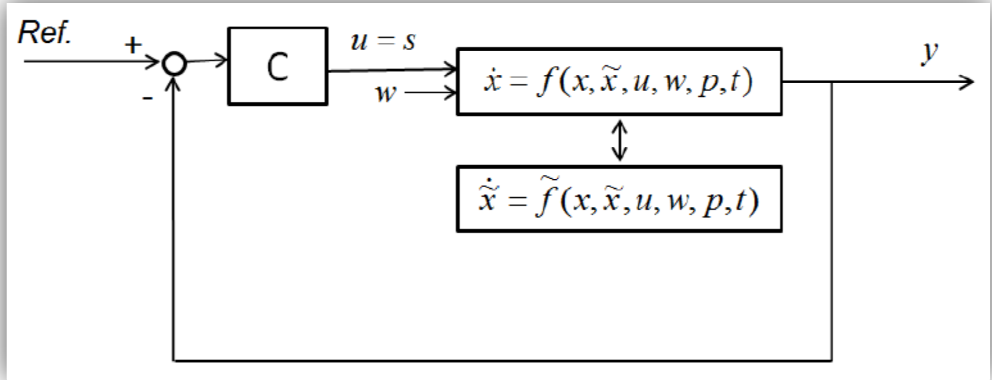 Ref.
+
-
C
u = s
w
ẋ = f(x, x̃, u, w, p, t)
y
x̃̇ = f̃(x, x̃, u, w, p, t)